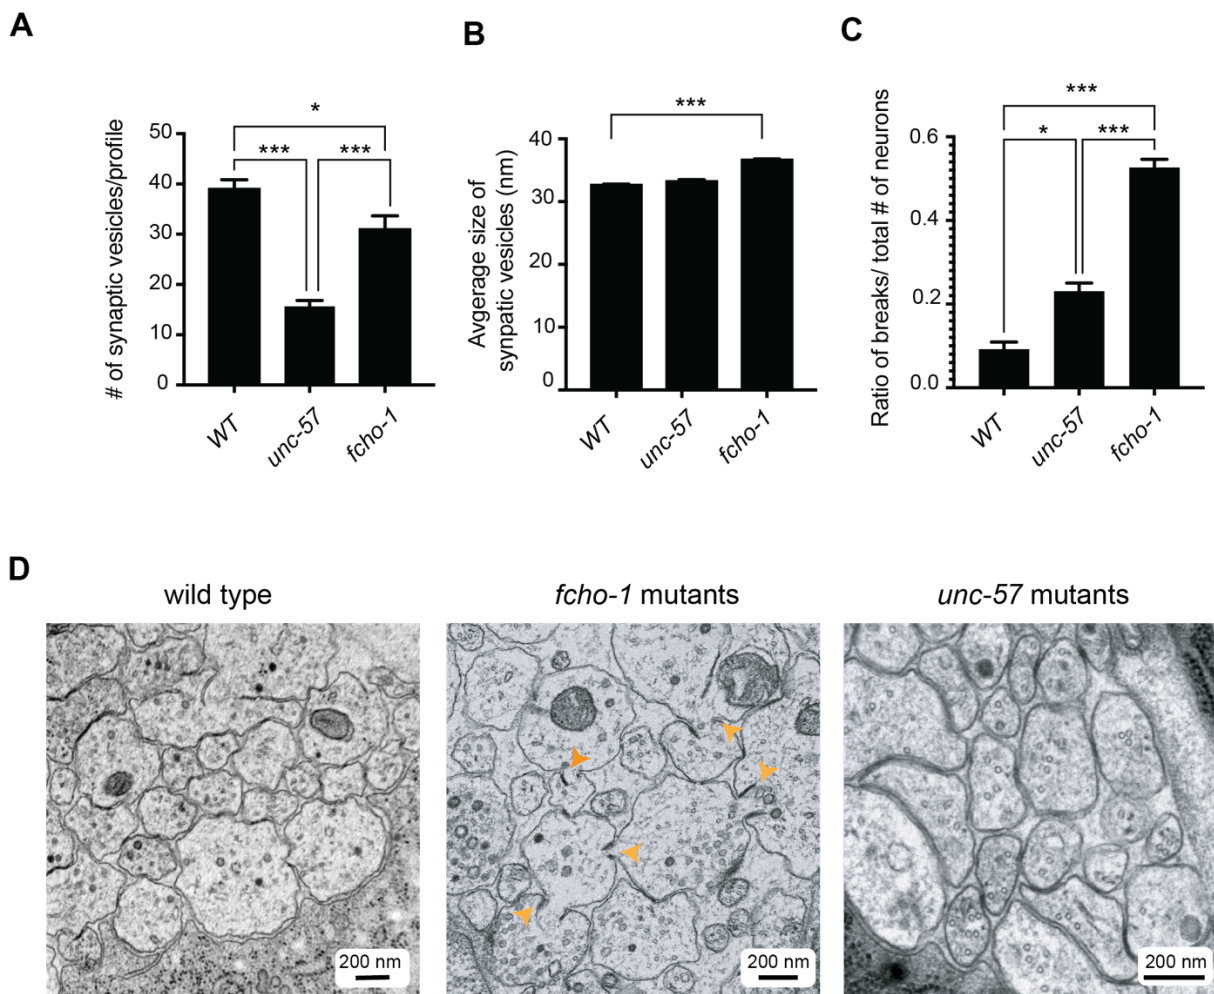 A
# of synaptic vesicles/profile
50
40
30
20
10
0
*
***
***
WT
unc-57
fcho-1
B
Avgerage size of
synpatic vesicles (nm)
40
30
20
10
0
***
WT
unc-57
fcho-1
C
Ratio of breaks/ total # of neurons
0.6
0.4
0.2
0.0
***
*
***
WT
unc-57
fcho-1
D
wild type
fcho-1 mutants
unc-57 mutants
200 nm
200 nm
200 nm